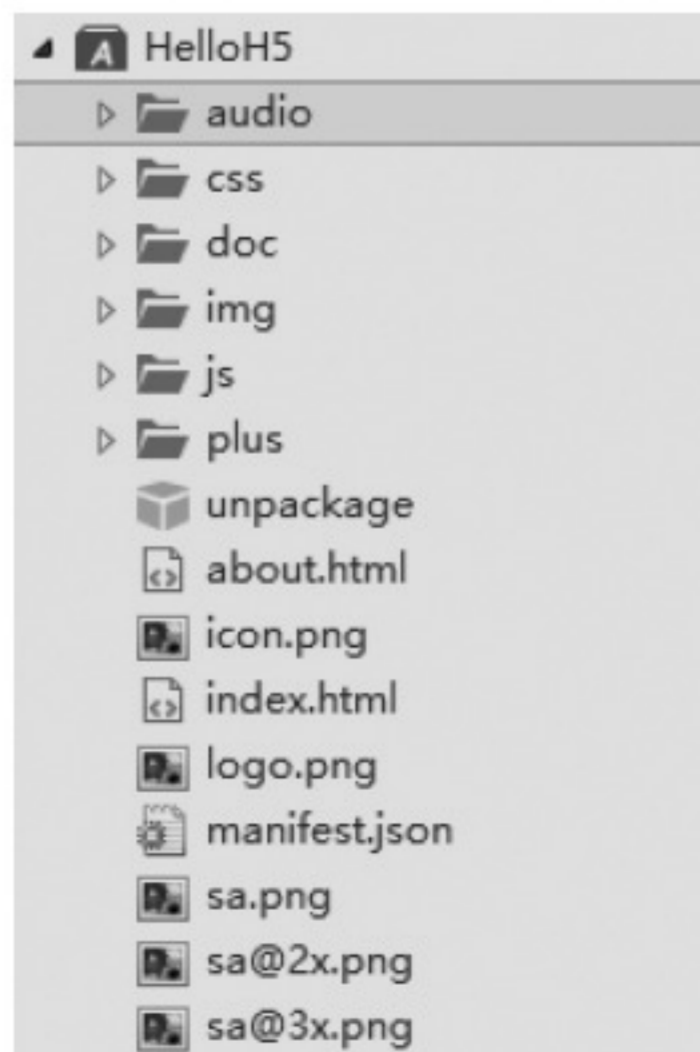 HelloH5
audio
css
doc
img
js
plus
unpackage
about.html
icon.png
index.html
logo.png
manifest.json
sa.png
sa@2x.png
sa@3x.png